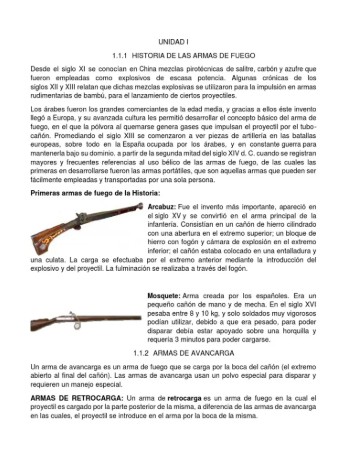 UNIDAD I
1.1.1 HISTORIA DE LAS ARMAS DE FUEGO
Desde el siglo XI se conocían en China mezclas pirotécnicas de salitre, carbón y azufre que
fueron empleadas como explosivos de escasa potencia. Algunas crónicas de los
siglos XII y XIII relatan que dichas mezclas explosivas se utilizaron para la impulsión en armas
rudimentarias de bambú, para el lanzamiento de ciertos proyectiles.
Los árabes fueron los grandes comerciantes de la edad media, y gracias a ellos éste invento
llegó a Europa, y su avanzada cultura les permitió desarrollar el concepto básico del arma de
fuego, en el que la pólvora al quemarse genera gases que impulsan el proyectil por el tubo-
cañón. Promediando el siglo XIII se comenzaron a ver piezas de artillería en las batallas
europeas, sobre todo en la España ocupada por los árabes, y en constante guerra para
mantenerla bajo su dominio. a partir de la segunda mitad del siglo XIV d. C. cuando se registran
mayores y frecuentes referencias al uso bélico de las armas de fuego, de las cuales las
primeras en desarrollarse fueron las armas portátiles, que son aquellas armas que pueden ser
fácilmente empleadas y transportadas por una sola persona.
Primeras armas de fuego de la Historia:
Arcabuz: Fue el invento más importante, apareció en
el siglo XV y se convirtió en el arma principal de la
infantería. Consistían en un cañón de hierro cilindrado
con una abertura en el extremo superior; un bloque de
hierro con fogón y cámara de explosión en el extremo
inferior; el cañón estaba colocado en una entalladura y
una culata. La carga se efectuaba por el extremo anterior mediante la introducción del
explosivo y del proyectil. La fulminación se realizaba a través del fogón.
Mosquete: Arma creada por los españoles. Era un
pequeño cañón de mano y de mecha. En el siglo XVI
pesaba entre 8 y 10 kg, y solo soldados muy vigorosos
podían utilizar, debido a que era pesado, para poder
disparar debía estar apoyado sobre una horquilla y
requería 3 minutos para poder cargarse.
1.1.2 ARMAS DE AVANCARGA
Un arma de avancarga es un arma de fuego que se carga por la boca del cañón (el extremo
abierto al final del cañón). Las armas de avancarga usan un polvo especial para disparar y
requieren un manejo especial.
ARMAS DE RETROCARGA: Un arma de retrocarga es un arma de fuego en la cual el
proyectil es cargado por la parte posterior de la misma, a diferencia de las armas de avancarga
en las cuales, el proyectil se introduce en el arma por la boca de la misma.